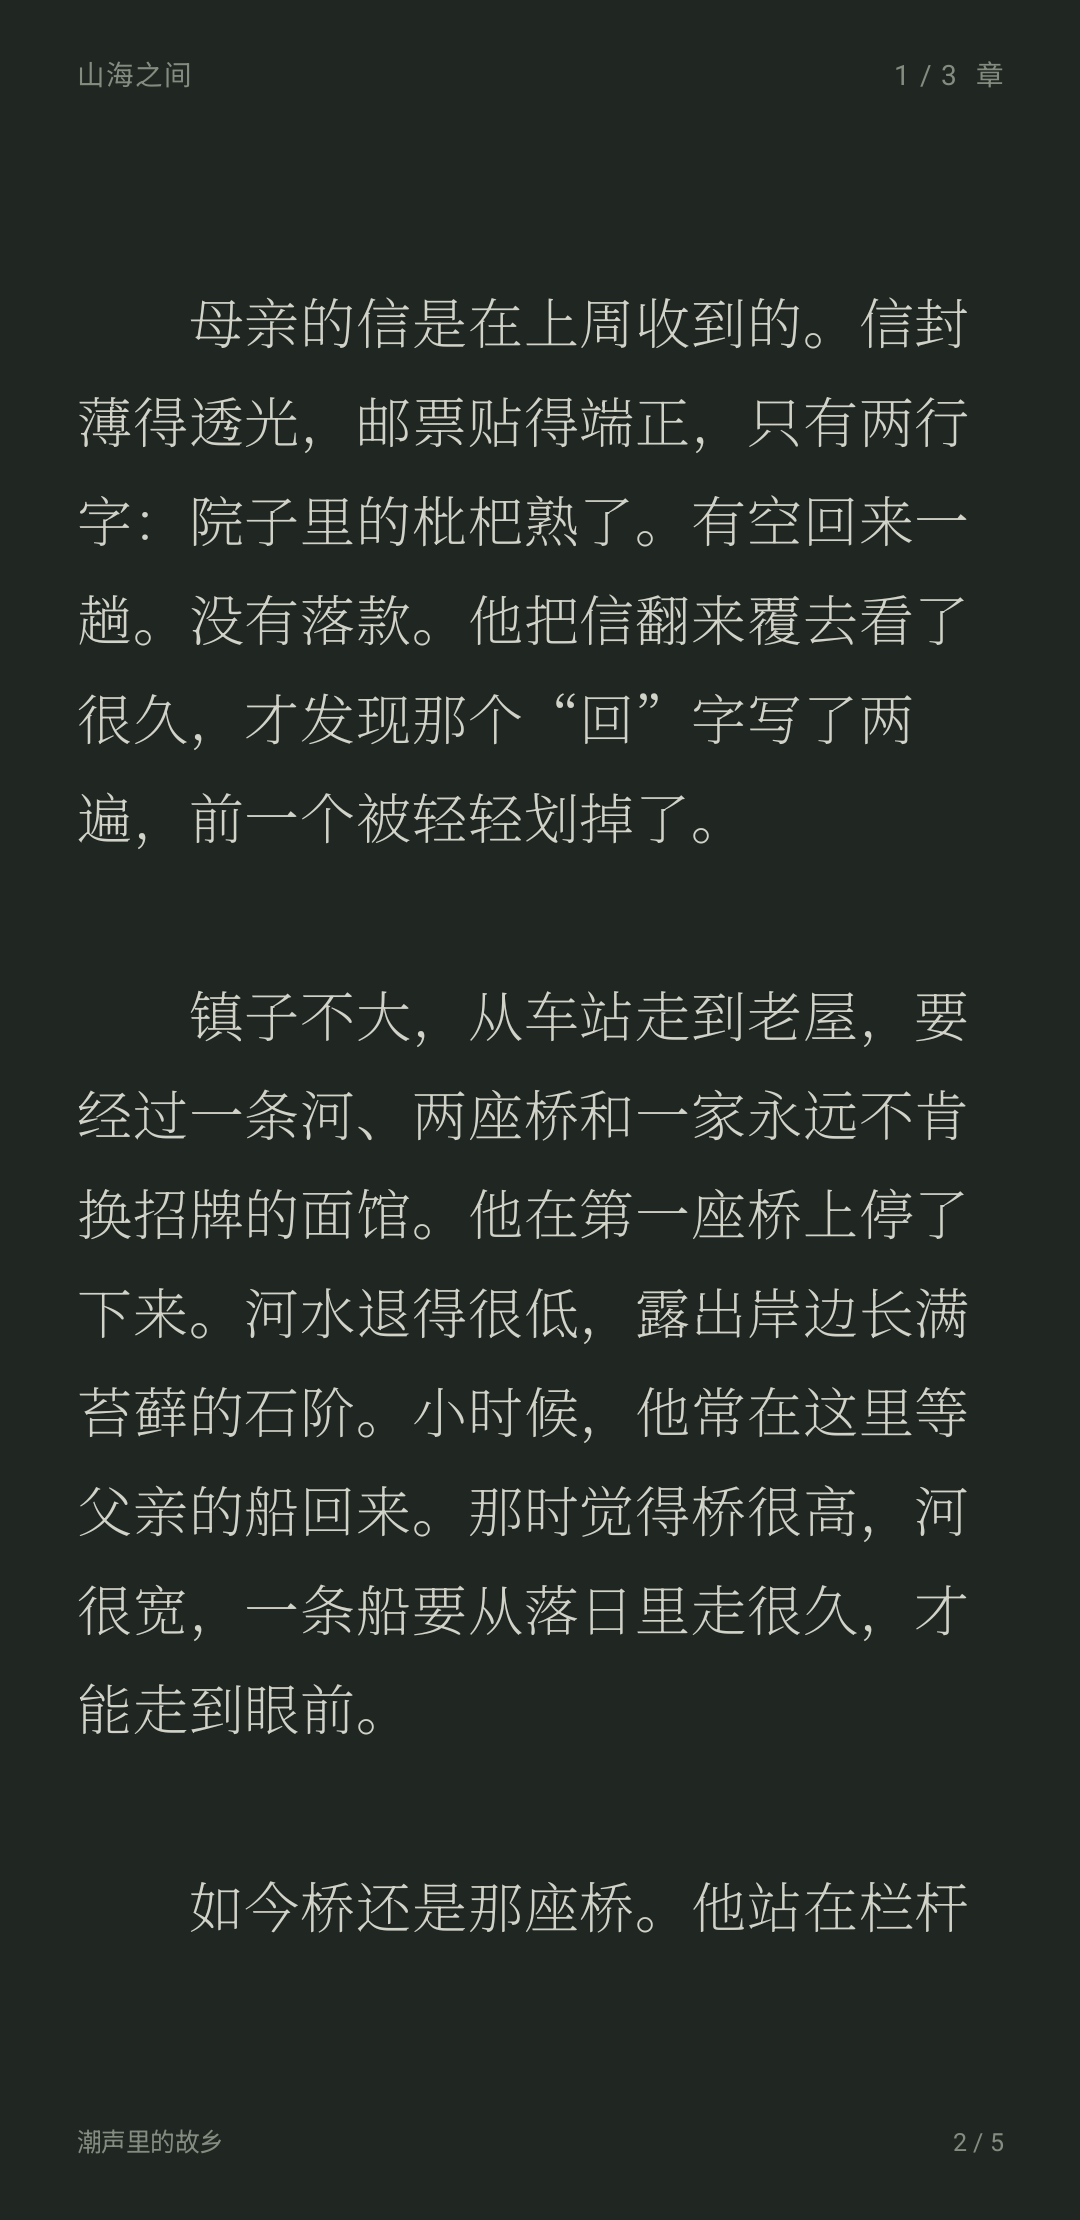 山海之间
1 / 3 章
母亲的信是在上周收到的。信封
薄得透光，邮票贴得端正，只有两行
字：院子里的枇杷熟了。有空回来一
趟。没有落款。他把信翻来覆去看了
很久，才发现那个“回”字写了两
遍，前一个被轻轻划掉了。
镇子不大，从车站走到老屋，要
经过一条河、两座桥和一家永远不肯
换招牌的面馆。他在第一座桥上停了
下来。河水退得很低，露出岸边长满
苔藓的石阶。小时候，他常在这里等
父亲的船回来。那时觉得桥很高，河
很宽，一条船要从落日里走很久，才
能走到眼前。
如今桥还是那座桥。他站在栏杆
潮声里的故乡
2 / 5